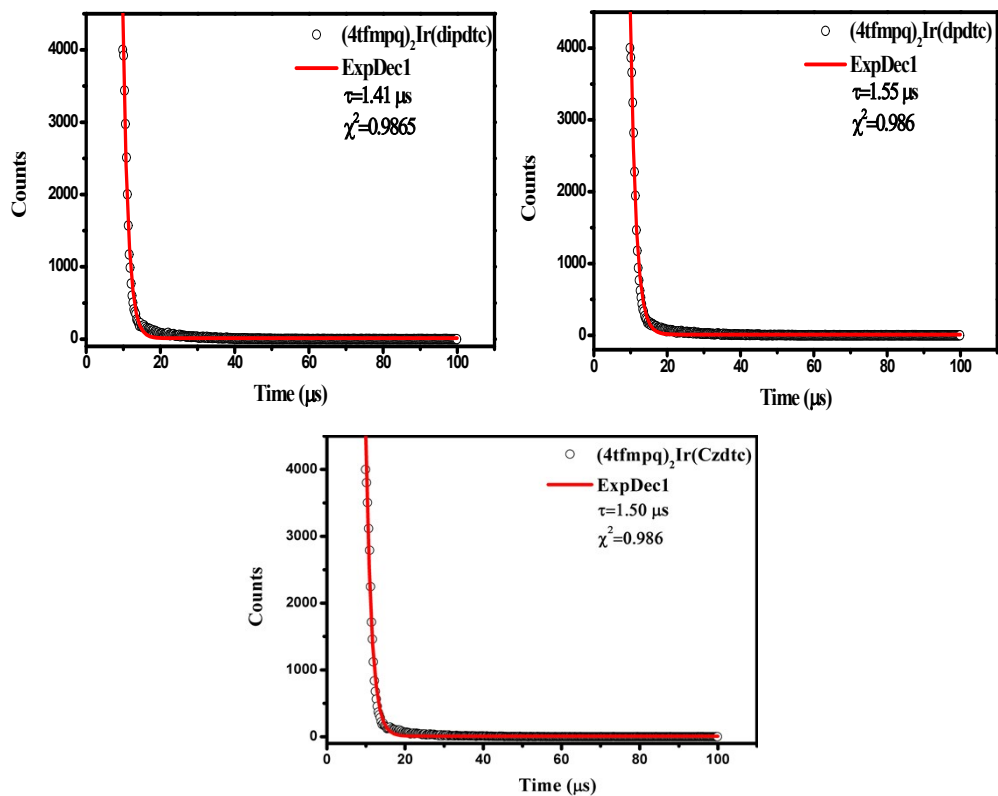 (4tfmpq)₂Ir(dipdtc)
ExpDec1
τ=1.41 μs
χ²=0.9865
Counts
4000
3000
2000
1000
0
0 20 40 60 80 100
Time (μs)
(4tfmpq)₂Ir(dpdtc)
ExpDec1
τ=1.55 μs
χ²=0.986
Counts
4000
3000
2000
1000
0
0 20 40 60 80 100
Time (μs)
(4tfmpq)₂Ir(Czdtc)
ExpDec1
τ=1.50 μs
χ²=0.986
Counts
4000
3000
2000
1000
0
0 20 40 60 80 100
Time (μs)